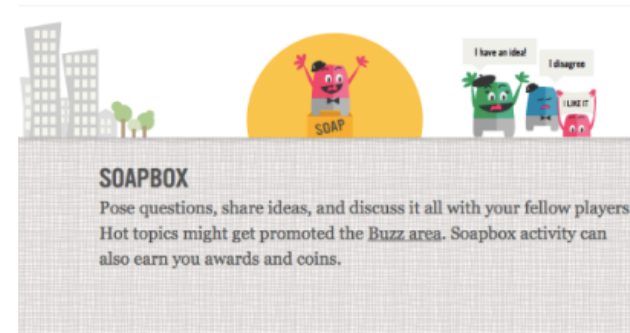 I have an idea!
I disagree
I LIKE IT
SOAP
SOAPBOX
Pose questions, share ideas, and discuss it all with your fellow players
Hot topics might get promoted the Buzz area. Soapbox activity can
also earn you awards and coins.